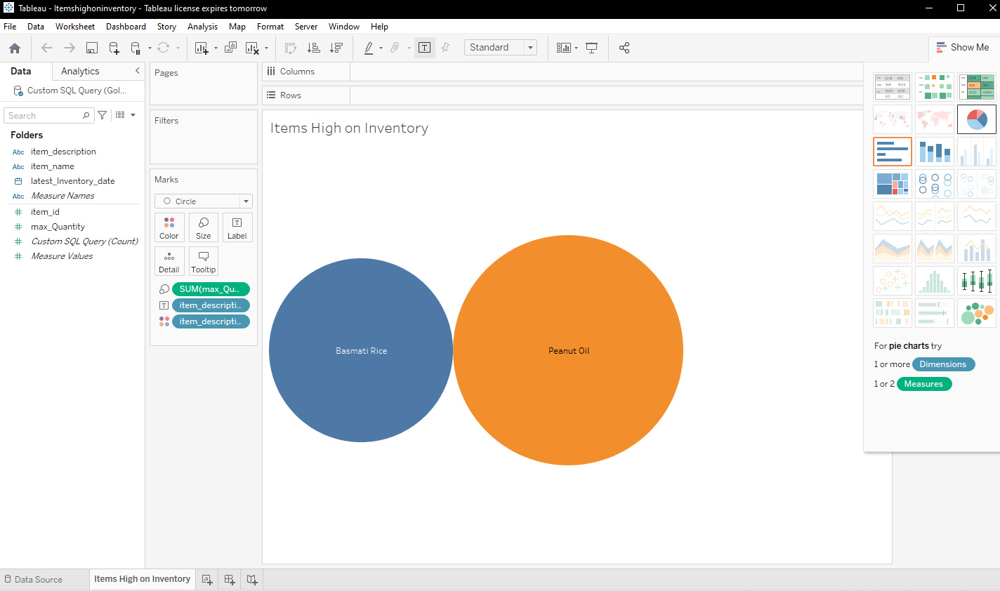 Tableau - Itemshighoninventory - Tableau license expires tomorrow
File Data Worksheet Dashboard Story Analysis Map Format Server Window Help
Standard
Show Me
Data Analytics
Custom SQL Query (Gol...
Search
Folders
Abc item_description
Abc item_name
latest_Inventory_date
Abc Measure Names
# item_id
# max_Quantity
# Custom SQL Query (Count)
# Measure Values
Pages
Filters
Marks
Circle
Color Size Label
Detail Tooltip
SUM(max_Qu..
item_descripti..
item_descripti..
Columns
Rows
Items High on Inventory
Basmati Rice
Peanut Oil
For pie charts try
1 or more Dimensions
1 or 2 Measures
Data Source
Items High on Inventory